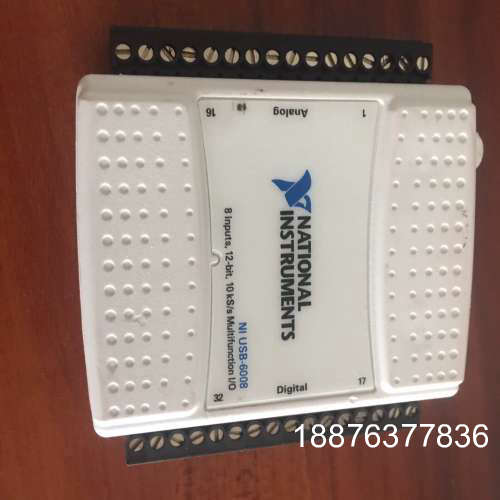 16 Analog 1
NATIONAL
INSTRUMENTS
NI USB-6008
8 inputs, 12-bit, 10 kS/s Multifunction I/O
32 Digital 17
18876377836